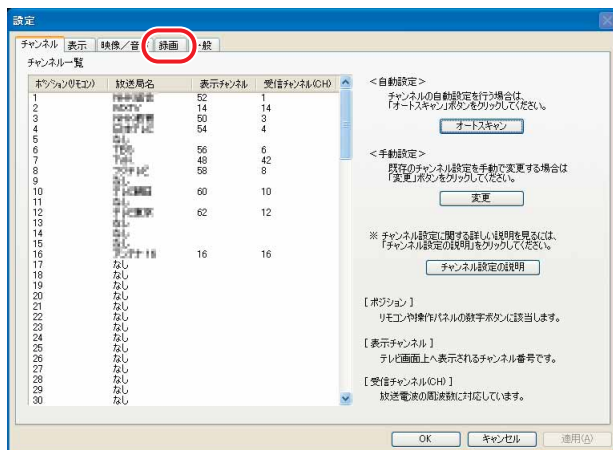 設定
チャンネル 表示 映像／音 録画 一般
チャンネル一覧
ポジション(リモコン) 放送局名 表示チャンネル 受信チャンネル(CH)
1 52 1
2 14 14
3 50 3
4 54 4
5 なし
6 56 6
7 48 42
8 58 8
9 なし
10 60 10
11 なし
12 62 12
13 なし
14 なし
15 なし
16 16 16
17 なし
18 なし
19 なし
20 なし
21 なし
22 なし
23 なし
24 なし
25 なし
26 なし
27 なし
28 なし
29 なし
30 なし
＜自動設定＞
チャンネルの自動設定を行う場合は、
「オートスキャン」ボタンをクリックしてください。
オートスキャン
＜手動設定＞
既存のチャンネル設定を手動で変更する場合は
「変更」ボタンをクリックしてください。
変更
※ チャンネル設定に関する詳しい説明を見るには、
「チャンネル設定の説明」をクリックしてください。
チャンネル設定の説明
[ ポジション ]
リモコンや操作パネルの数字ボタンに該当します。
[ 表示チャンネル ]
テレビ画面上へ表示されるチャンネル番号です。
[ 受信チャンネル(CH) ]
放送電波の周波数に対応しています。
OK キャンセル 適用(A)